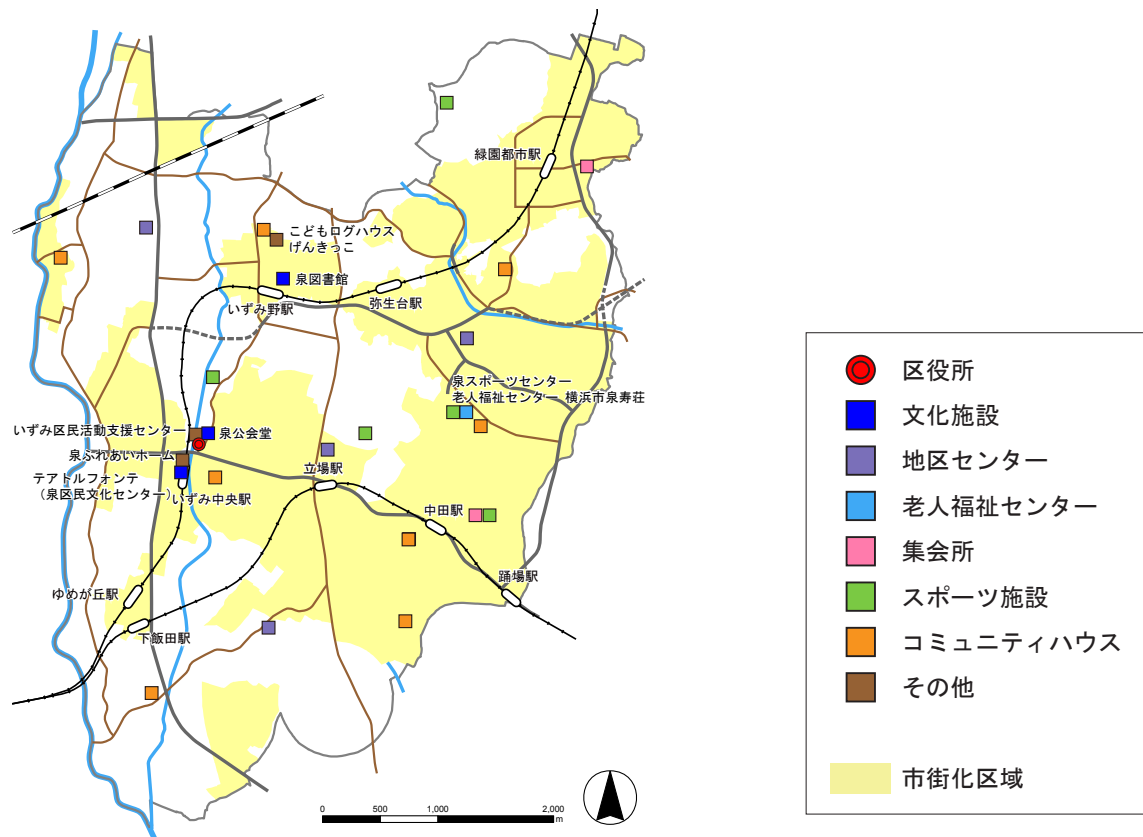 緑園都市駅
こどもログハウス
げんきっこ
泉図書館
いずみ野駅
弥生台駅
泉スポーツセンター
老人福祉センター 横浜市泉寿荘
いずみ区民活動支援センター
泉公会堂
泉ふれあいホーム
テアトルフォンテ
(泉区民文化センター)
いずみ中央駅
立場駅
中田駅
踊場駅
ゆめが丘駅
下飯田駅
0 500 1,000 2,000
m
区役所
文化施設
地区センター
老人福祉センター
集会所
スポーツ施設
コミュニティハウス
その他
市街化区域